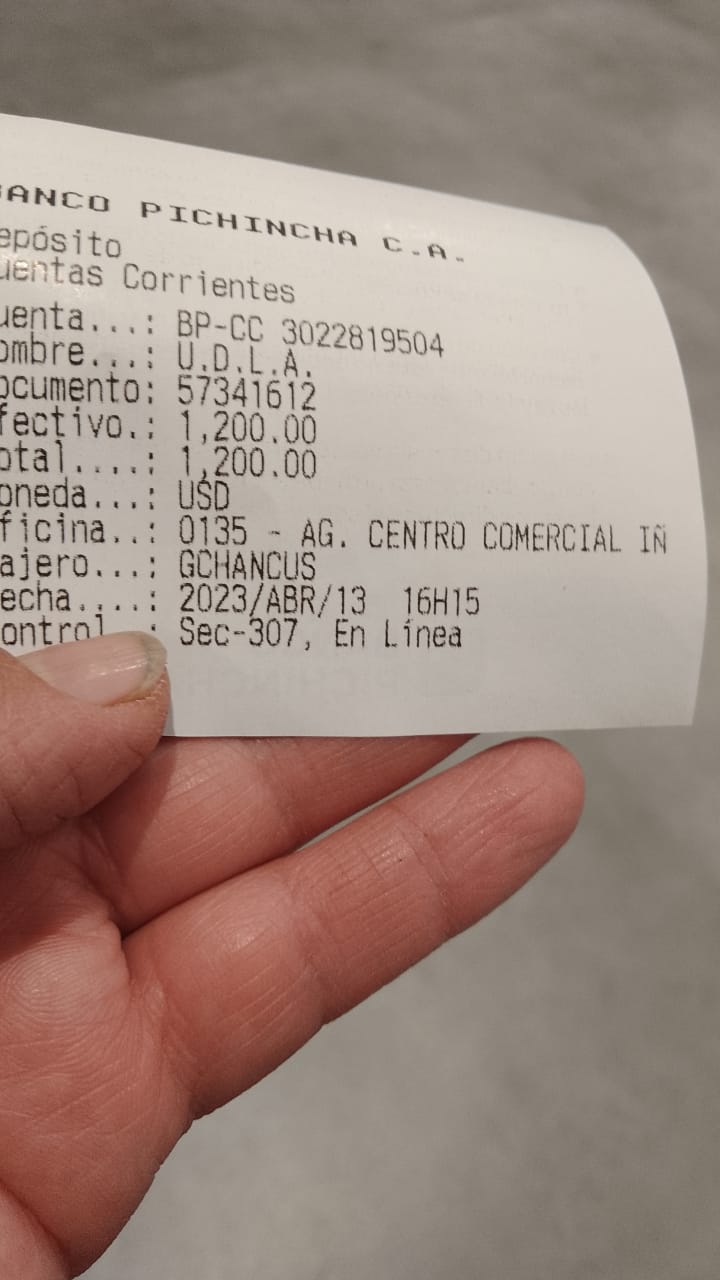 BANCO PICHINCHA C.A.
epósito
uentas Corrientes
uenta...: BP-CC 3022819504
ombre...: U.D.L.A.
ocumento: 57341612
fectivo.: 1,200.00
otal....: 1,200.00
oneda...: USD
ficina..: 0135 - AG. CENTRO COMERCIAL IÑ
ajero...: GCHANCUS
echa....: 2023/ABR/13 16H15
ontrol..: Sec-307, En Línea